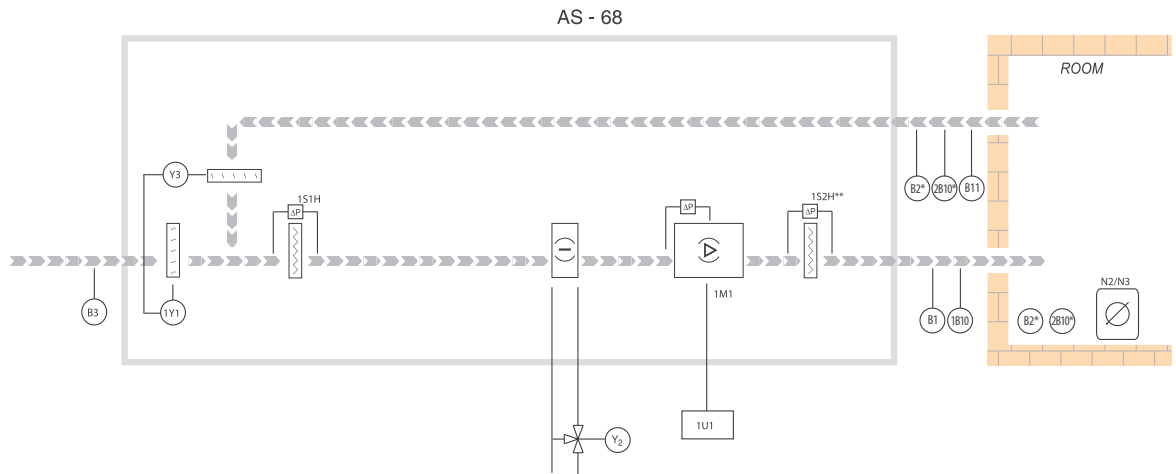 AS - 68
ROOM
Y3
B2*
2B10*
B11
1S1H
ΔP
ΔP
1S2H**
ΔP
B3
1Y1
1M1
B1
1B10
B2*
2B10*
N2/N3
1U1
Y2